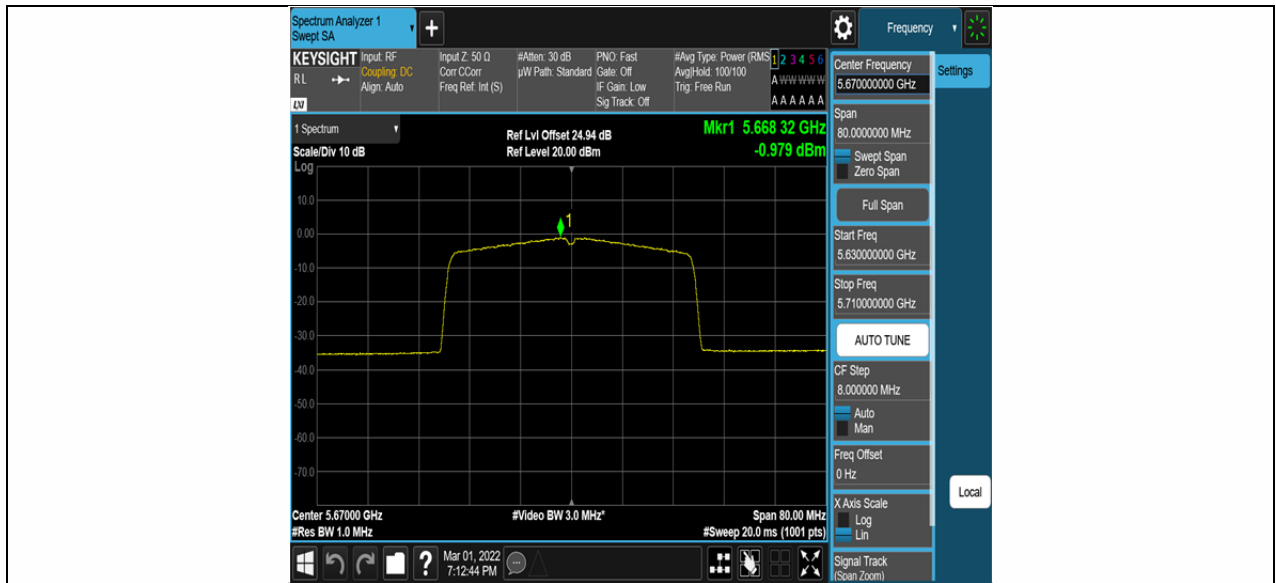 Spectrum Analyzer 1
Swept SA
+
Frequency
KEYSIGHT
RL
LXI
Input: RF
Coupling: DC
Align: Auto
Input Z: 50 Ω
Corr CCorr
Freq Ref: Int (S)
#Atten: 30 dB
µW Path: Standard
PNO: Fast
Gate: Off
IF Gain: Low
Sig Track: Off
#Avg Type: Power (RMS
Avg|Hold: 100/100
Trig: Free Run
1 2 3 4 5 6
A W W W W W
A A A A A A
1 Spectrum
Scale/Div 10 dB
Log
Ref Lvl Offset 24.94 dB
Ref Level 20.00 dBm
Mkr1 5.668 32 GHz
-0.979 dBm
10.0
0.00
-10.0
-20.0
-30.0
-40.0
-50.0
-60.0
-70.0
1
Center 5.67000 GHz
#Res BW 1.0 MHz
#Video BW 3.0 MHz*
Span 80.00 MHz
#Sweep 20.0 ms (1001 pts)
?
Mar 01, 2022
7:12:44 PM
Center Frequency
5.670000000 GHz
Span
80.0000000 MHz
Swept Span
Zero Span
Full Span
Start Freq
5.630000000 GHz
Stop Freq
5.710000000 GHz
AUTO TUNE
CF Step
8.000000 MHz
Auto
Man
Freq Offset
0 Hz
X Axis Scale
Log
Lin
Signal Track
(Span Zoom)
Settings
Local